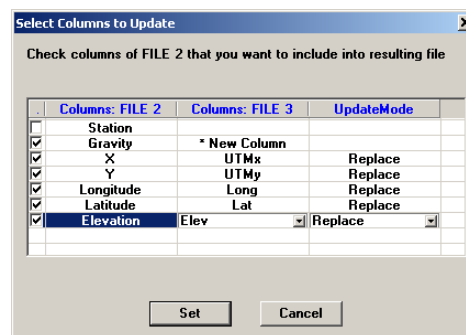 Select Columns to Update
Check columns of FILE 2 that you want to include into resulting file
. Columns: FILE 2 Columns: FILE 3 UpdateMode
Station
Gravity * New Column
X UTMx Replace
Y UTMy Replace
Longitude Long Replace
Latitude Lat Replace
Elevation Elev Replace
Set Cancel